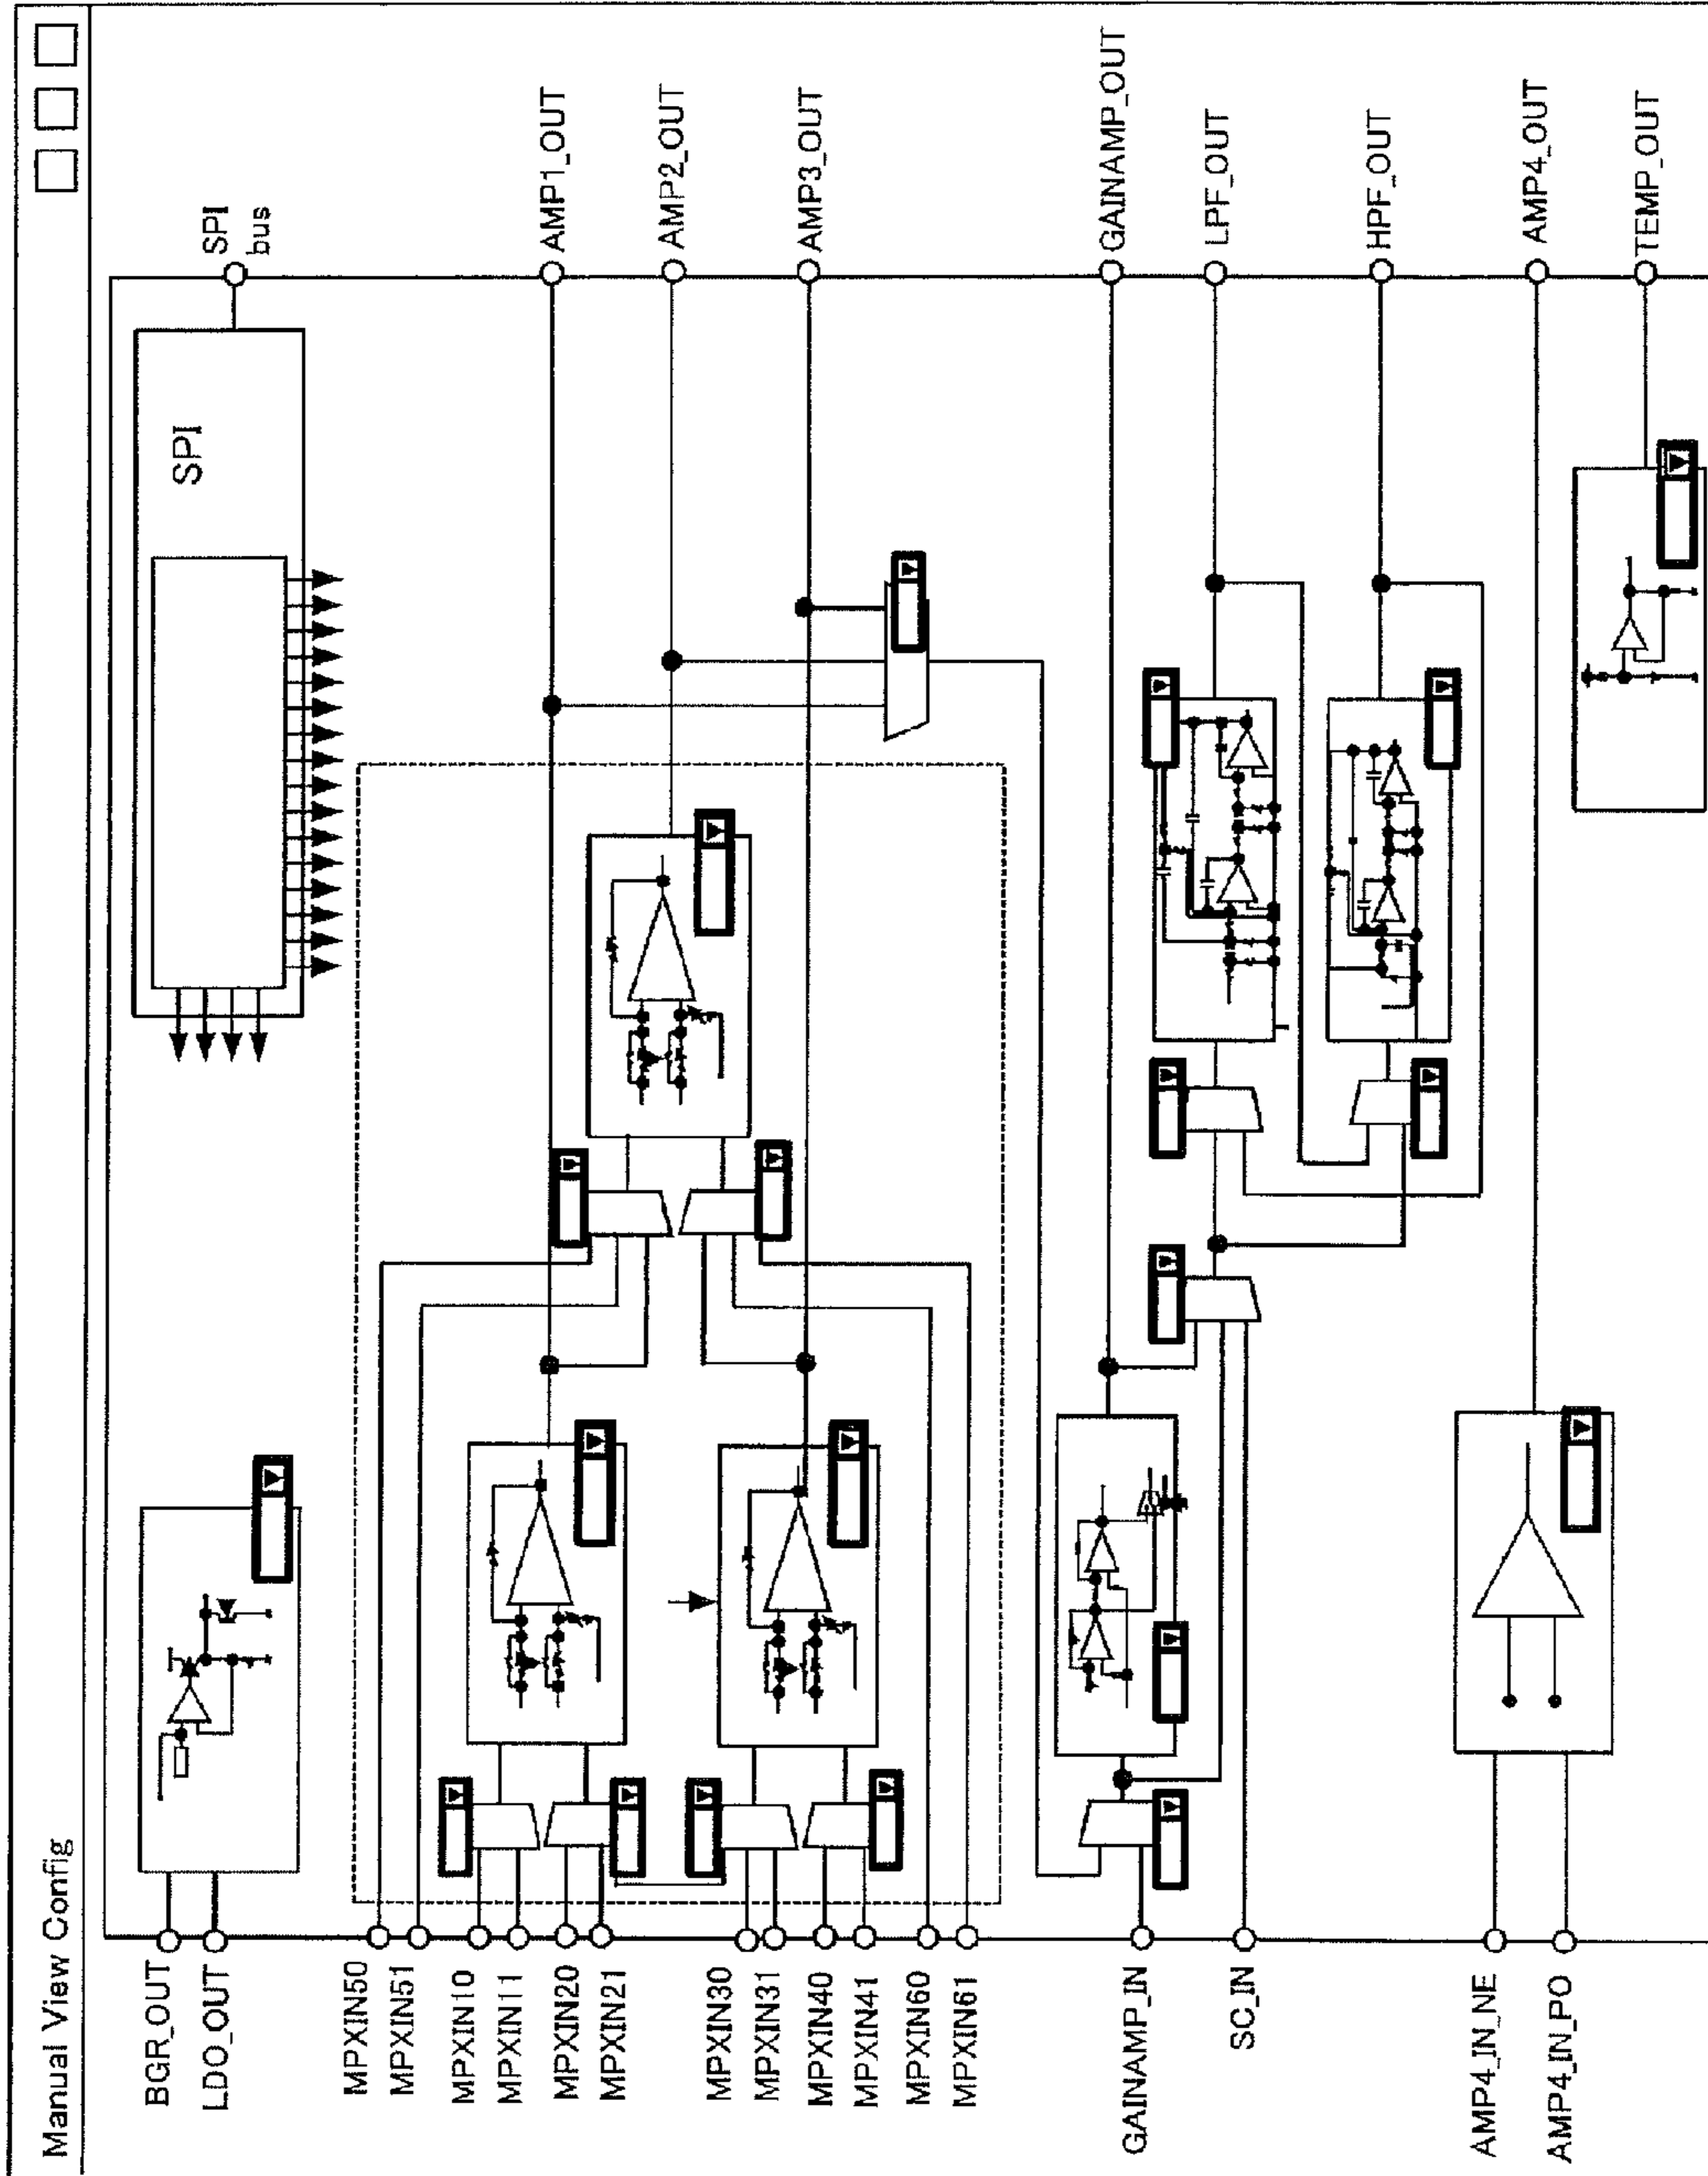 Manual View Config
BGR_OUT
LDO_OUT
MPXIN50
MPXIN51
MPXIN10
MPXIN11
MPXIN20
MPXIN21
MPXIN30
MPXIN31
MPXIN40
MPXIN41
MPXIN60
MPXIN61
GAINAMP_IN
SC_IN
AMP4_IN_NE
AMP4_IN_PO
SPI
SPI
bus
AMP1_OUT
AMP2_OUT
AMP3_OUT
GAINAMP_OUT
LPF_OUT
HPF_OUT
AMP4_OUT
TEMP_OUT